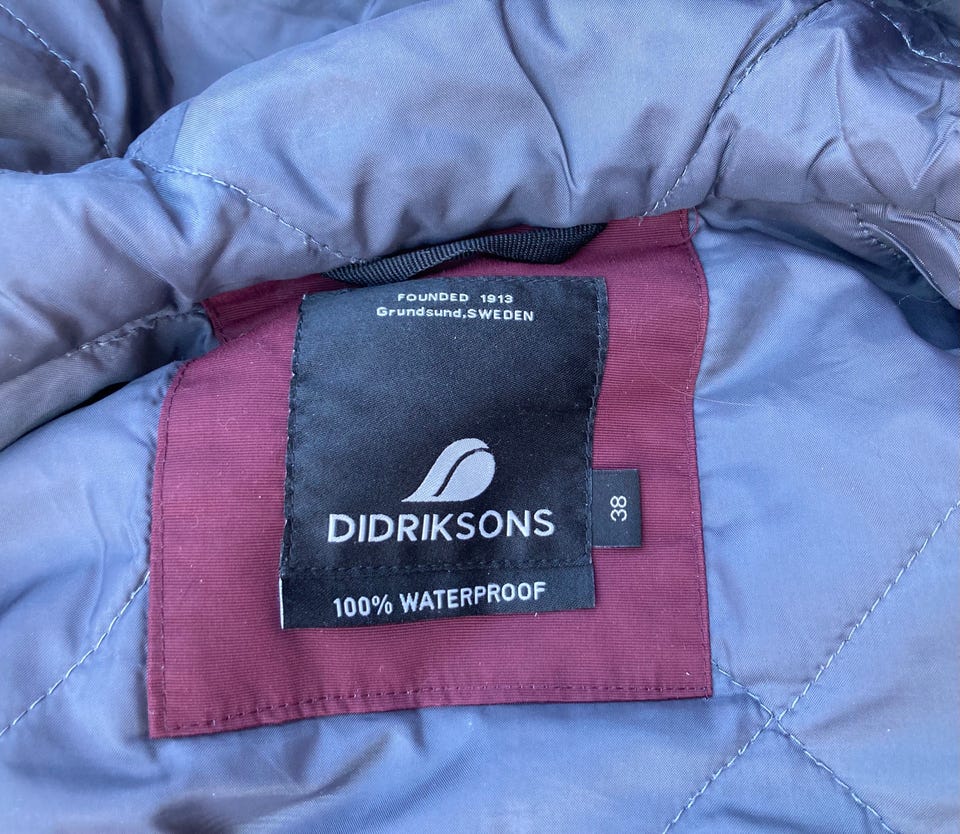 FOUNDED 1913
Grundsund,SWEDEN
DIDRIKSONS
38
100% WATERPROOF